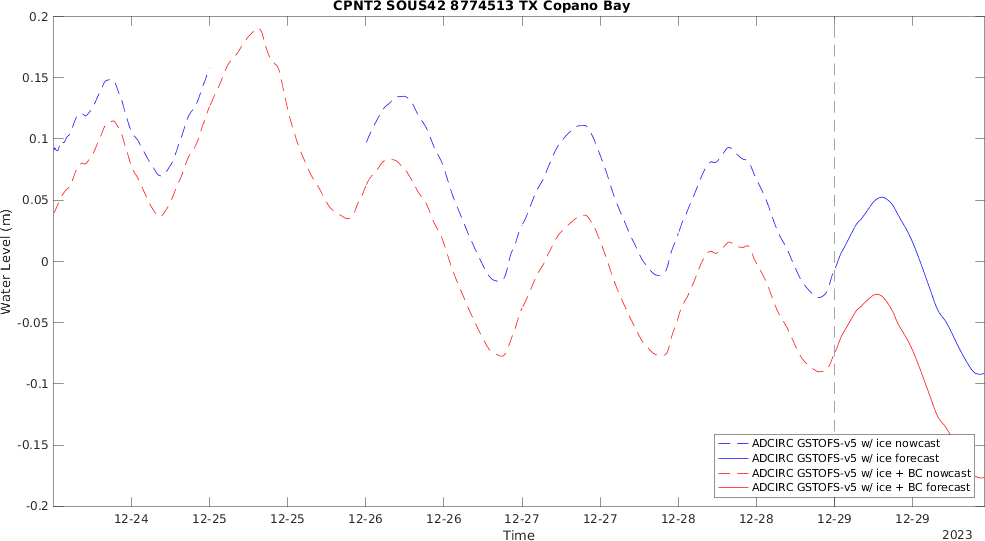 CPNT2 SOUS42 8774513 TX Copano Bay
Water Level (m)
0.2
0.15
0.1
0.05
0
-0.05
-0.1
-0.15
-0.2
ADCIRC GSTOFS-v5 w/ ice nowcast
ADCIRC GSTOFS-v5 w/ ice forecast
ADCIRC GSTOFS-v5 w/ ice + BC nowcast
ADCIRC GSTOFS-v5 w/ ice + BC forecast
12-24 12-25 12-25 12-26 12-26 12-27 12-27 12-28 12-28 12-29 12-29
Time
2023